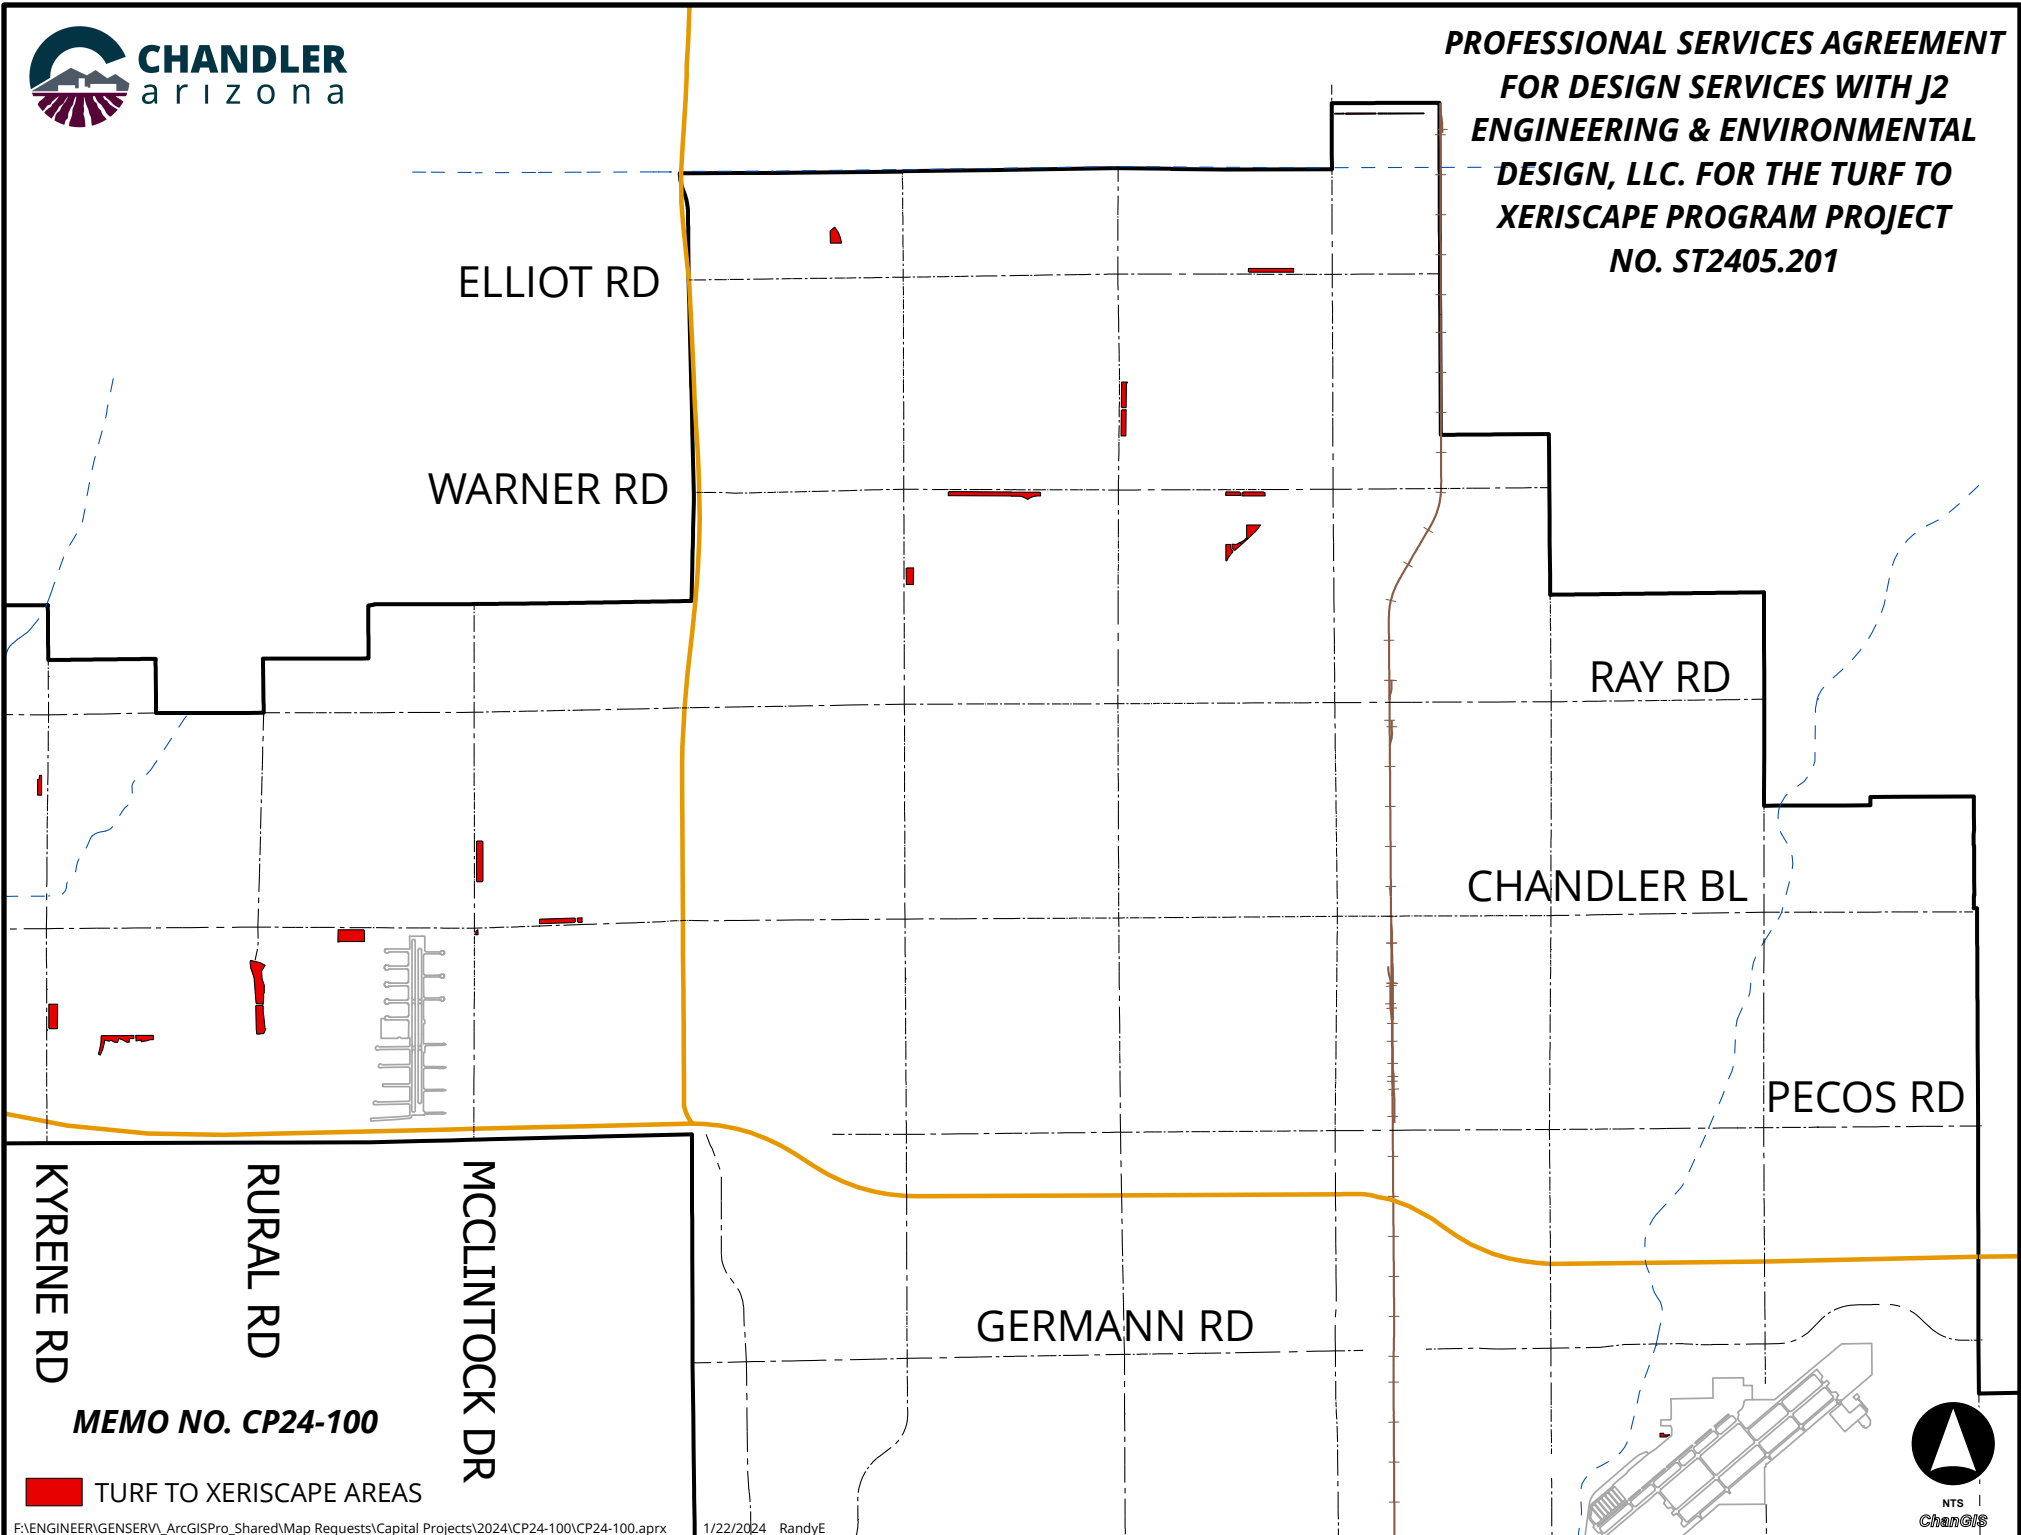 CHANDLER
arizona
PROFESSIONAL SERVICES AGREEMENT
FOR DESIGN SERVICES WITH J2
ENGINEERING & ENVIRONMENTAL
DESIGN, LLC. FOR THE TURF TO
XERISCAPE PROGRAM PROJECT
NO. ST2405.201
ELLIOT RD
WARNER RD
RAY RD
CHANDLER BL
PECOS RD
KYRENE RD
RURAL RD
MCCLINTOCK DR
GERMANN RD
MEMO NO. CP24-100
TURF TO XERISCAPE AREAS
NTS
ChanGIS
F:\ENGINEER\GENSERV\_ArcGISPro_Shared\Map Requests\Capital Projects\2024\CP24-100\CP24-100.aprx 1/22/2024 RandyE